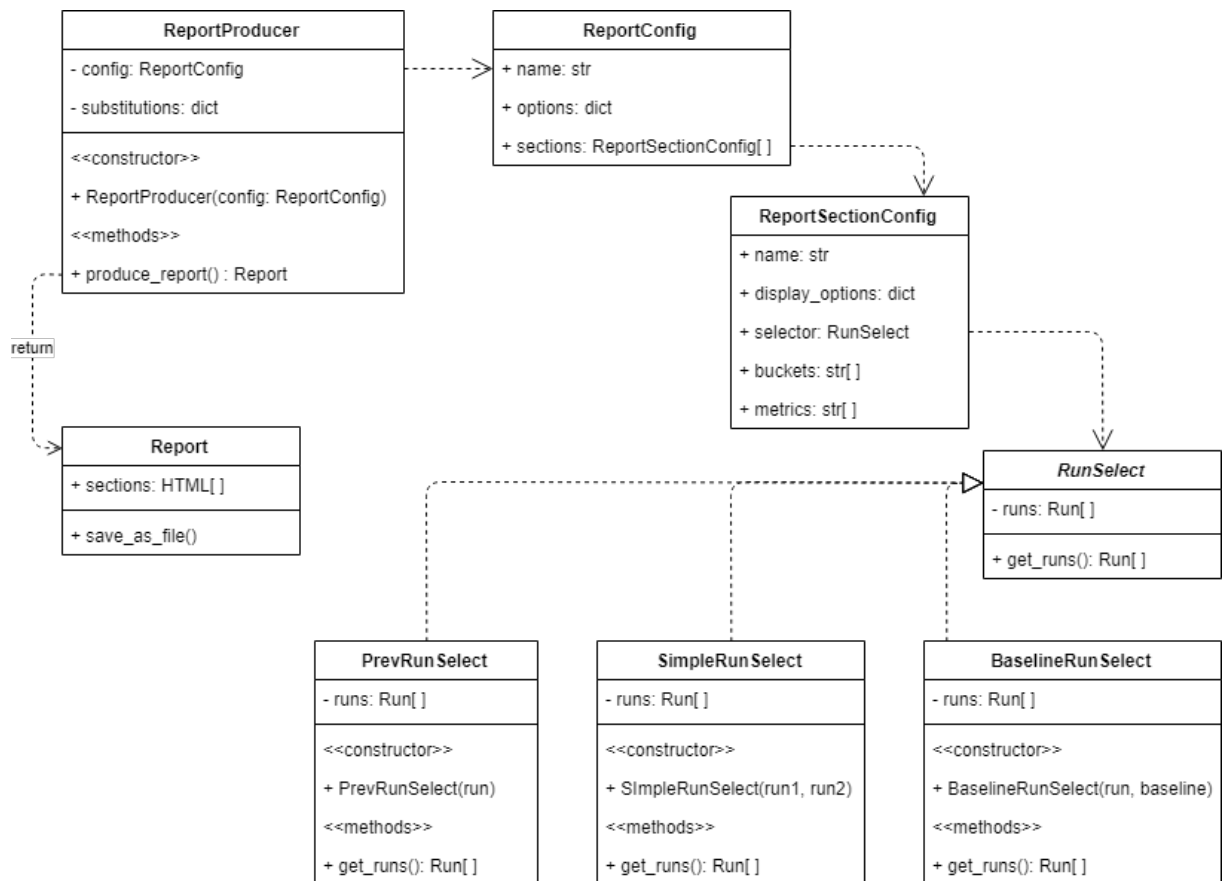 ReportProducer
- config: ReportConfig
- substitutions: dict
<<constructor>>
+ ReportProducer(config: ReportConfig)
<<methods>>
+ produce_report() : Report
ReportConfig
+ name: str
+ options: dict
+ sections: ReportSectionConfig[ ]
ReportSectionConfig
+ name: str
+ display_options: dict
+ selector: RunSelect
+ buckets: str[ ]
+ metrics: str[ ]
return
Report
+ sections: HTML[ ]
+ save_as_file()
RunSelect
- runs: Run[ ]
+ get_runs(): Run[ ]
PrevRunSelect
- runs: Run[ ]
<<constructor>>
+ PrevRunSelect(run)
<<methods>>
+ get_runs(): Run[ ]
SimpleRunSelect
- runs: Run[ ]
<<constructor>>
+ SImpleRunSelect(run1, run2)
<<methods>>
+ get_runs(): Run[ ]
BaselineRunSelect
- runs: Run[ ]
<<constructor>>
+ BaselineRunSelect(run, baseline)
<<methods>>
+ get_runs(): Run[ ]